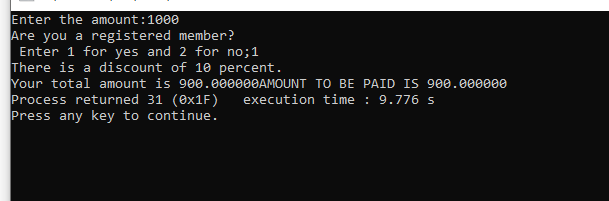 Enter the amount:1000
Are you a registered member?
 Enter 1 for yes and 2 for no;1
There is a discount of 10 percent.
Your total amount is 900.000000AMOUNT TO BE PAID IS 900.000000
Process returned 31 (0x1F)   execution time : 9.776 s
Press any key to continue.